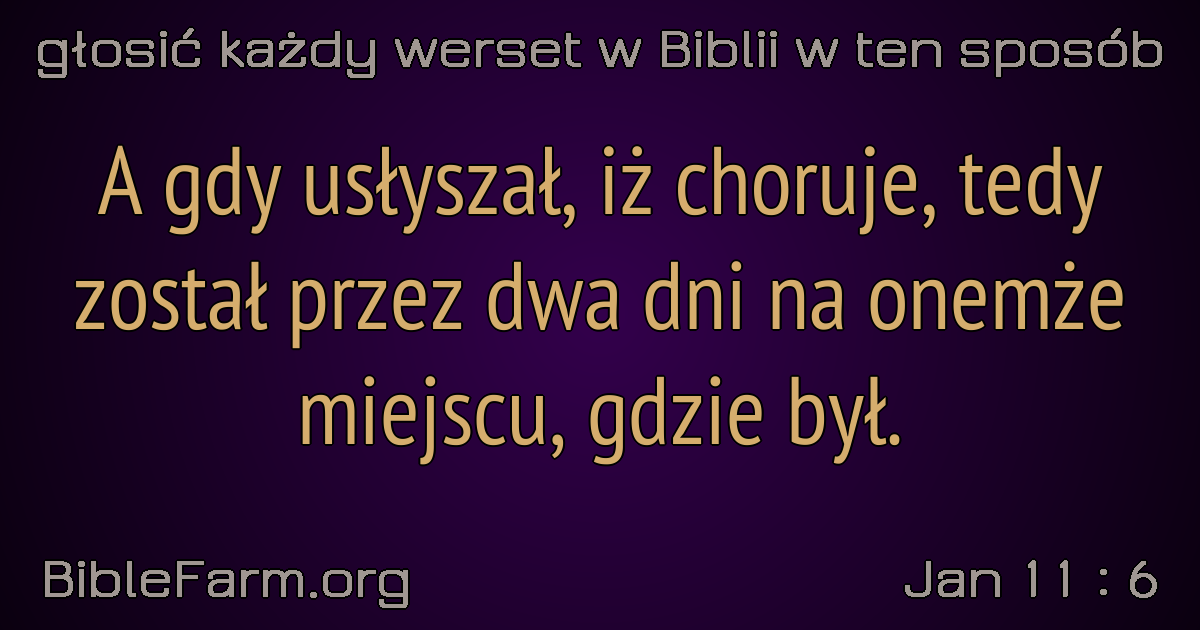 głosić każdy werset w Biblii w ten sposób
A gdy usłyszał, iż choruje, tedy
został przez dwa dni na onemże
miejscu, gdzie był.
BibleFarm.org
Jan 11 : 6